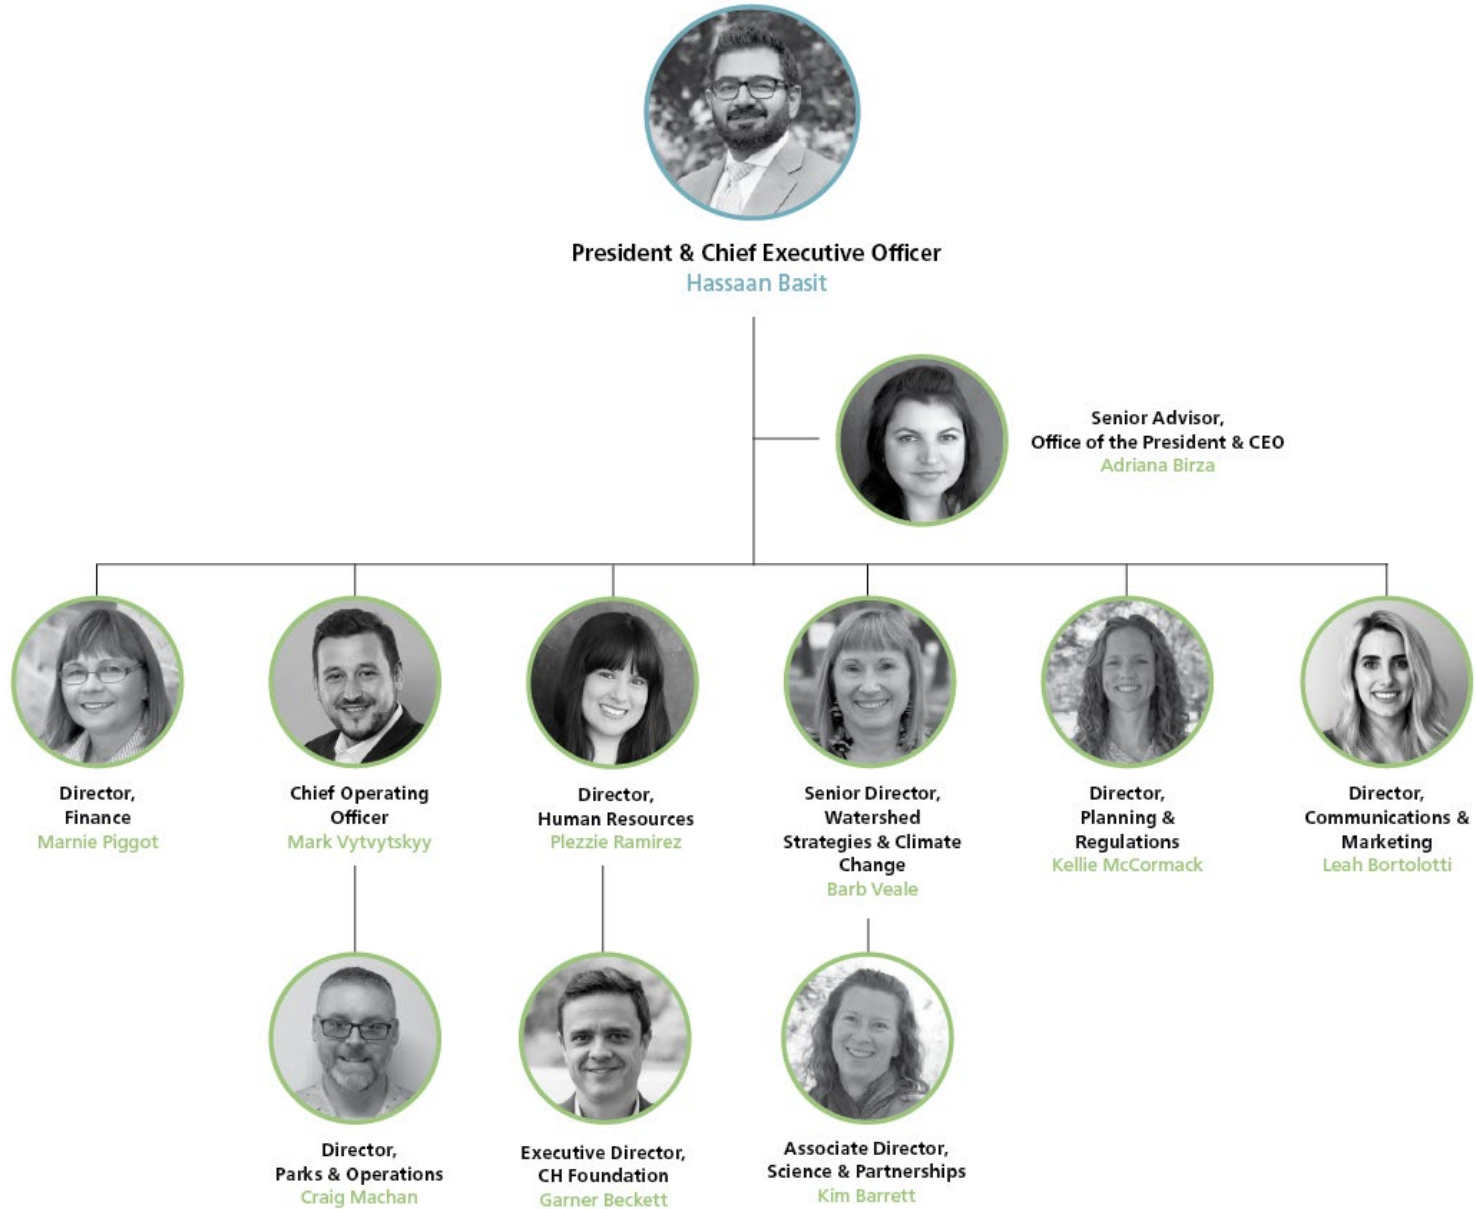 President & Chief Executive Officer
Hassaan Basit
Senior Advisor,
Office of the President & CEO
Adriana Birza
Director,
Finance
Marnie Piggot
Chief Operating
Officer
Mark Vytvytskyy
Director,
Human Resources
Plezzie Ramirez
Senior Director,
Watershed
Strategies & Climate
Change
Barb Veale
Director,
Planning &
Regulations
Kellie McCormack
Director,
Communications &
Marketing
Leah Bortolotti
Director,
Parks & Operations
Craig Machan
Executive Director,
CH Foundation
Garner Beckett
Associate Director,
Science & Partnerships
Kim Barrett